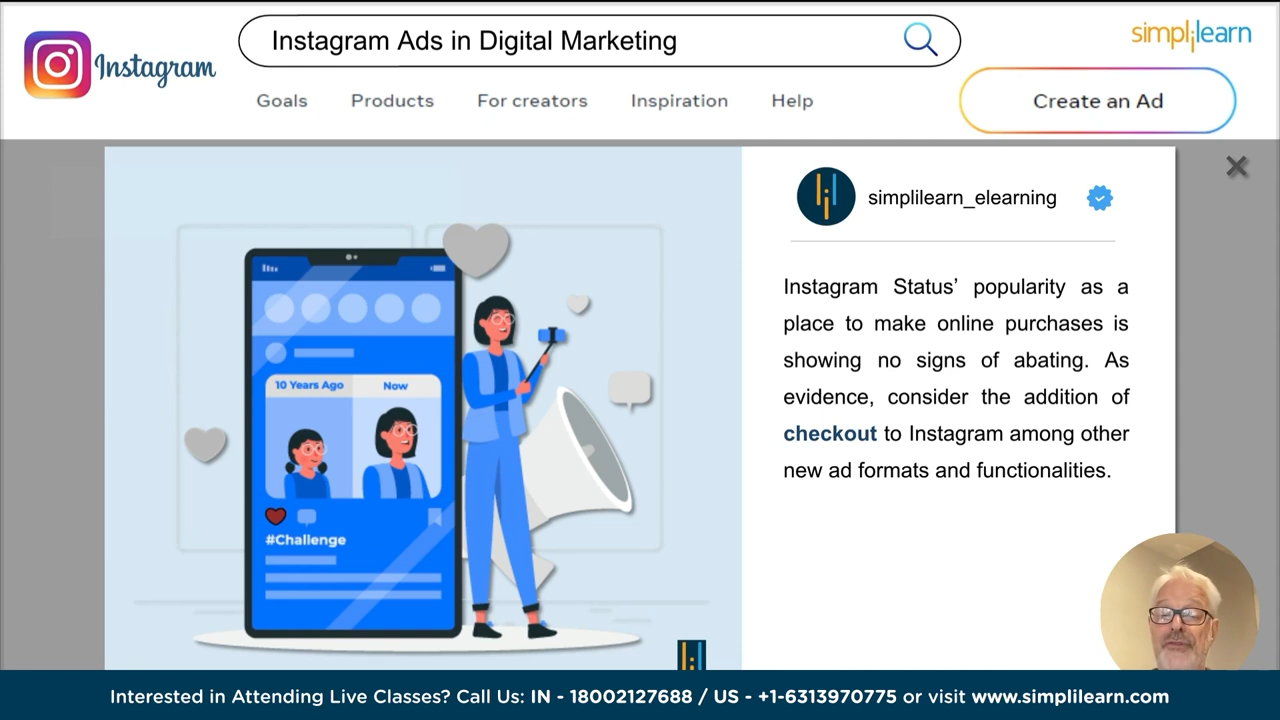 Instagram
Instagram Ads in Digital Marketing
simplilearn
Goals Products For creators Inspiration Help
Create an Ad
simplilearn_elearning
Instagram Status’ popularity as a
place to make online purchases is
showing no signs of abating. As
evidence, consider the addition of
checkout to Instagram among other
new ad formats and functionalities.
10 Years Ago Now
#Challenge
Interested in Attending Live Classes? Call Us: IN - 18002127688 / US - +1-6313970775 or visit www.simplilearn.com